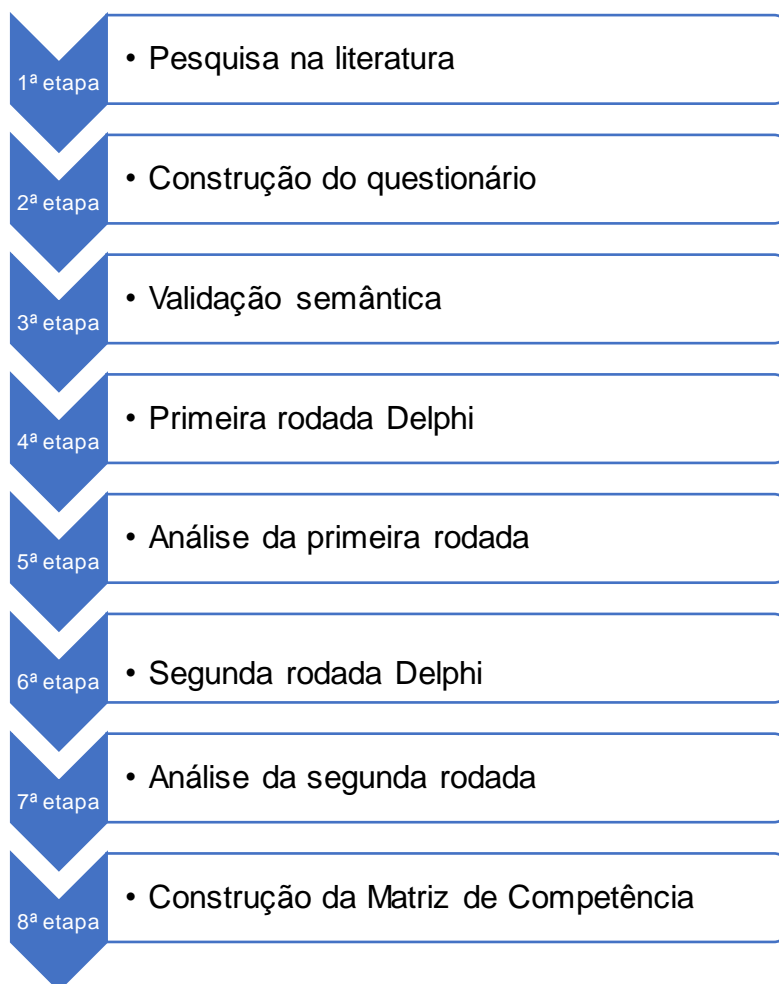 1ª etapa
• Pesquisa na literatura
2ª etapa
• Construção do questionário
3ª etapa
• Validação semântica
4ª etapa
• Primeira rodada Delphi
5ª etapa
• Análise da primeira rodada
6ª etapa
• Segunda rodada Delphi
7ª etapa
• Análise da segunda rodada
8ª etapa
• Construção da Matriz de Competência